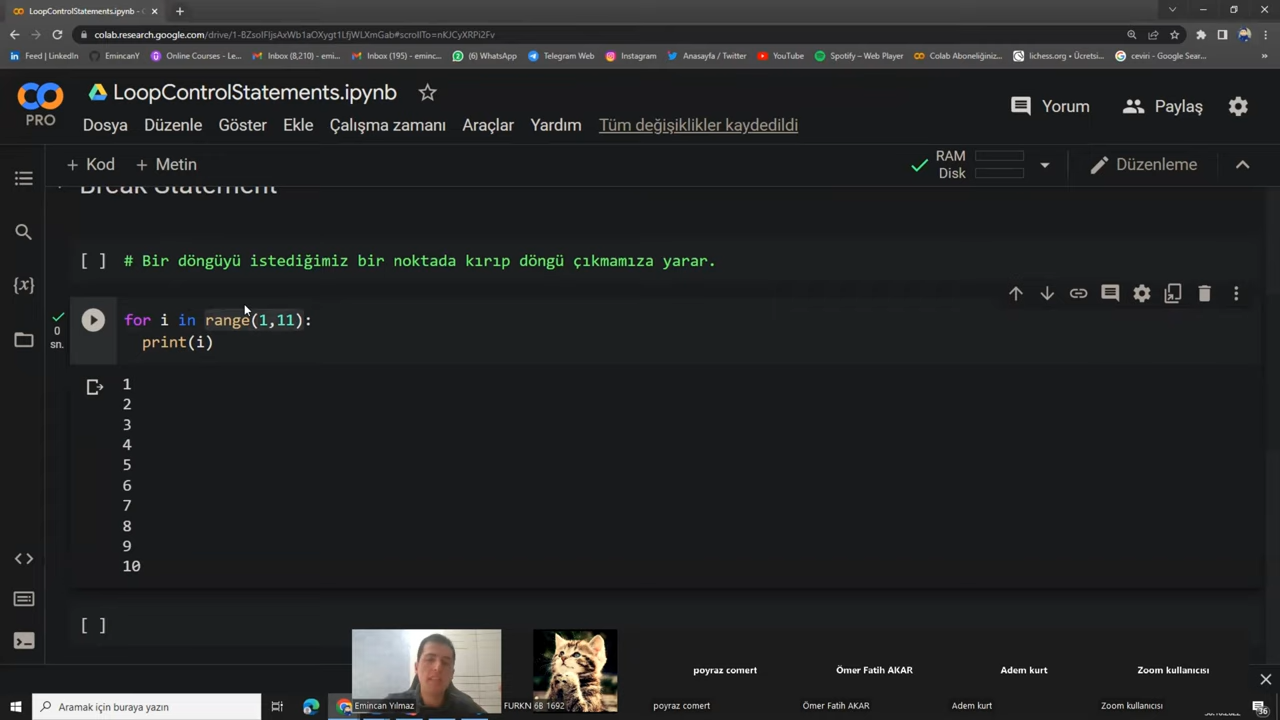 LoopControlStatements.ipynb - C
colab.research.google.com/drive/1-BZsolFIjsAxWb1aOXygt1LfjWLXmGab#scrollTo=nKJCyXRPi2Fv
Feed | LinkedIn
EmincanY
Online Courses - Le...
Inbox (8,210) - emi...
Inbox (195) - eminc...
(6) WhatsApp
Telegram Web
Instagram
Anasayfa / Twitter
YouTube
Spotify – Web Player
Colab Aboneliğiniz...
lichess.org • Ücretsi...
ceviri - Google Sear...
PRO
LoopControlStatements.ipynb
Yorum
Paylaş
Dosya Düzenle Göster Ekle Çalışma zamanı Araçlar Yardım Tüm değişiklikler kaydedildi
+ Kod + Metin
RAM
Disk
Düzenleme
Break Statement
[ ] # Bir döngüyü istediğimiz bir noktada kırıp döngü çıkmamıza yarar.
0
sn.
for i in range(1,11):
print(i)
1
2
3
4
5
6
7
8
9
10
[ ]
poyraz comert
Ömer Fatih AKAR
Adem kurt
Zoom kullanıcısı
Emincan Yılmaz
FURKN 68 1692
poyraz comert
Ömer Fatih AKAR
Adem kurt
Zoom kullanıcısı
Aramak için buraya yazın
36